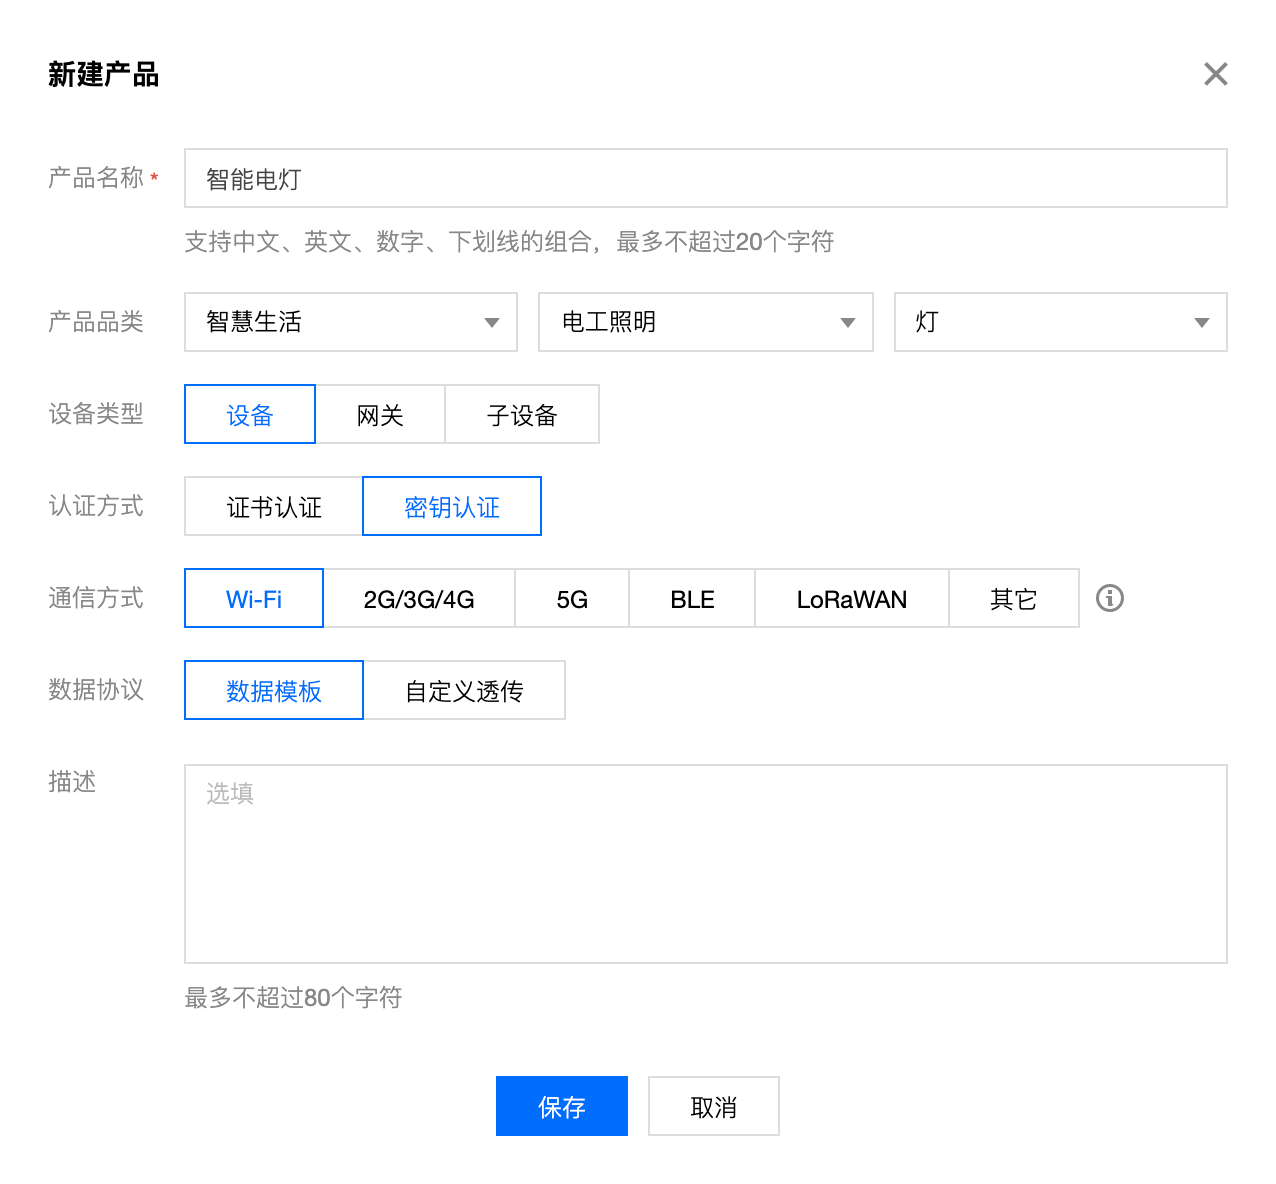 新建产品
产品名称 * 智能电灯
支持中文、英文、数字、下划线的组合，最多不超过20个字符
产品品类 智慧生活 电工照明 灯
设备类型 设备 网关 子设备
认证方式 证书认证 密钥认证
通信方式 Wi-Fi 2G/3G/4G 5G BLE LoRaWAN 其它
数据协议 数据模板 自定义透传
描述 选填
最多不超过80个字符
保存 取消